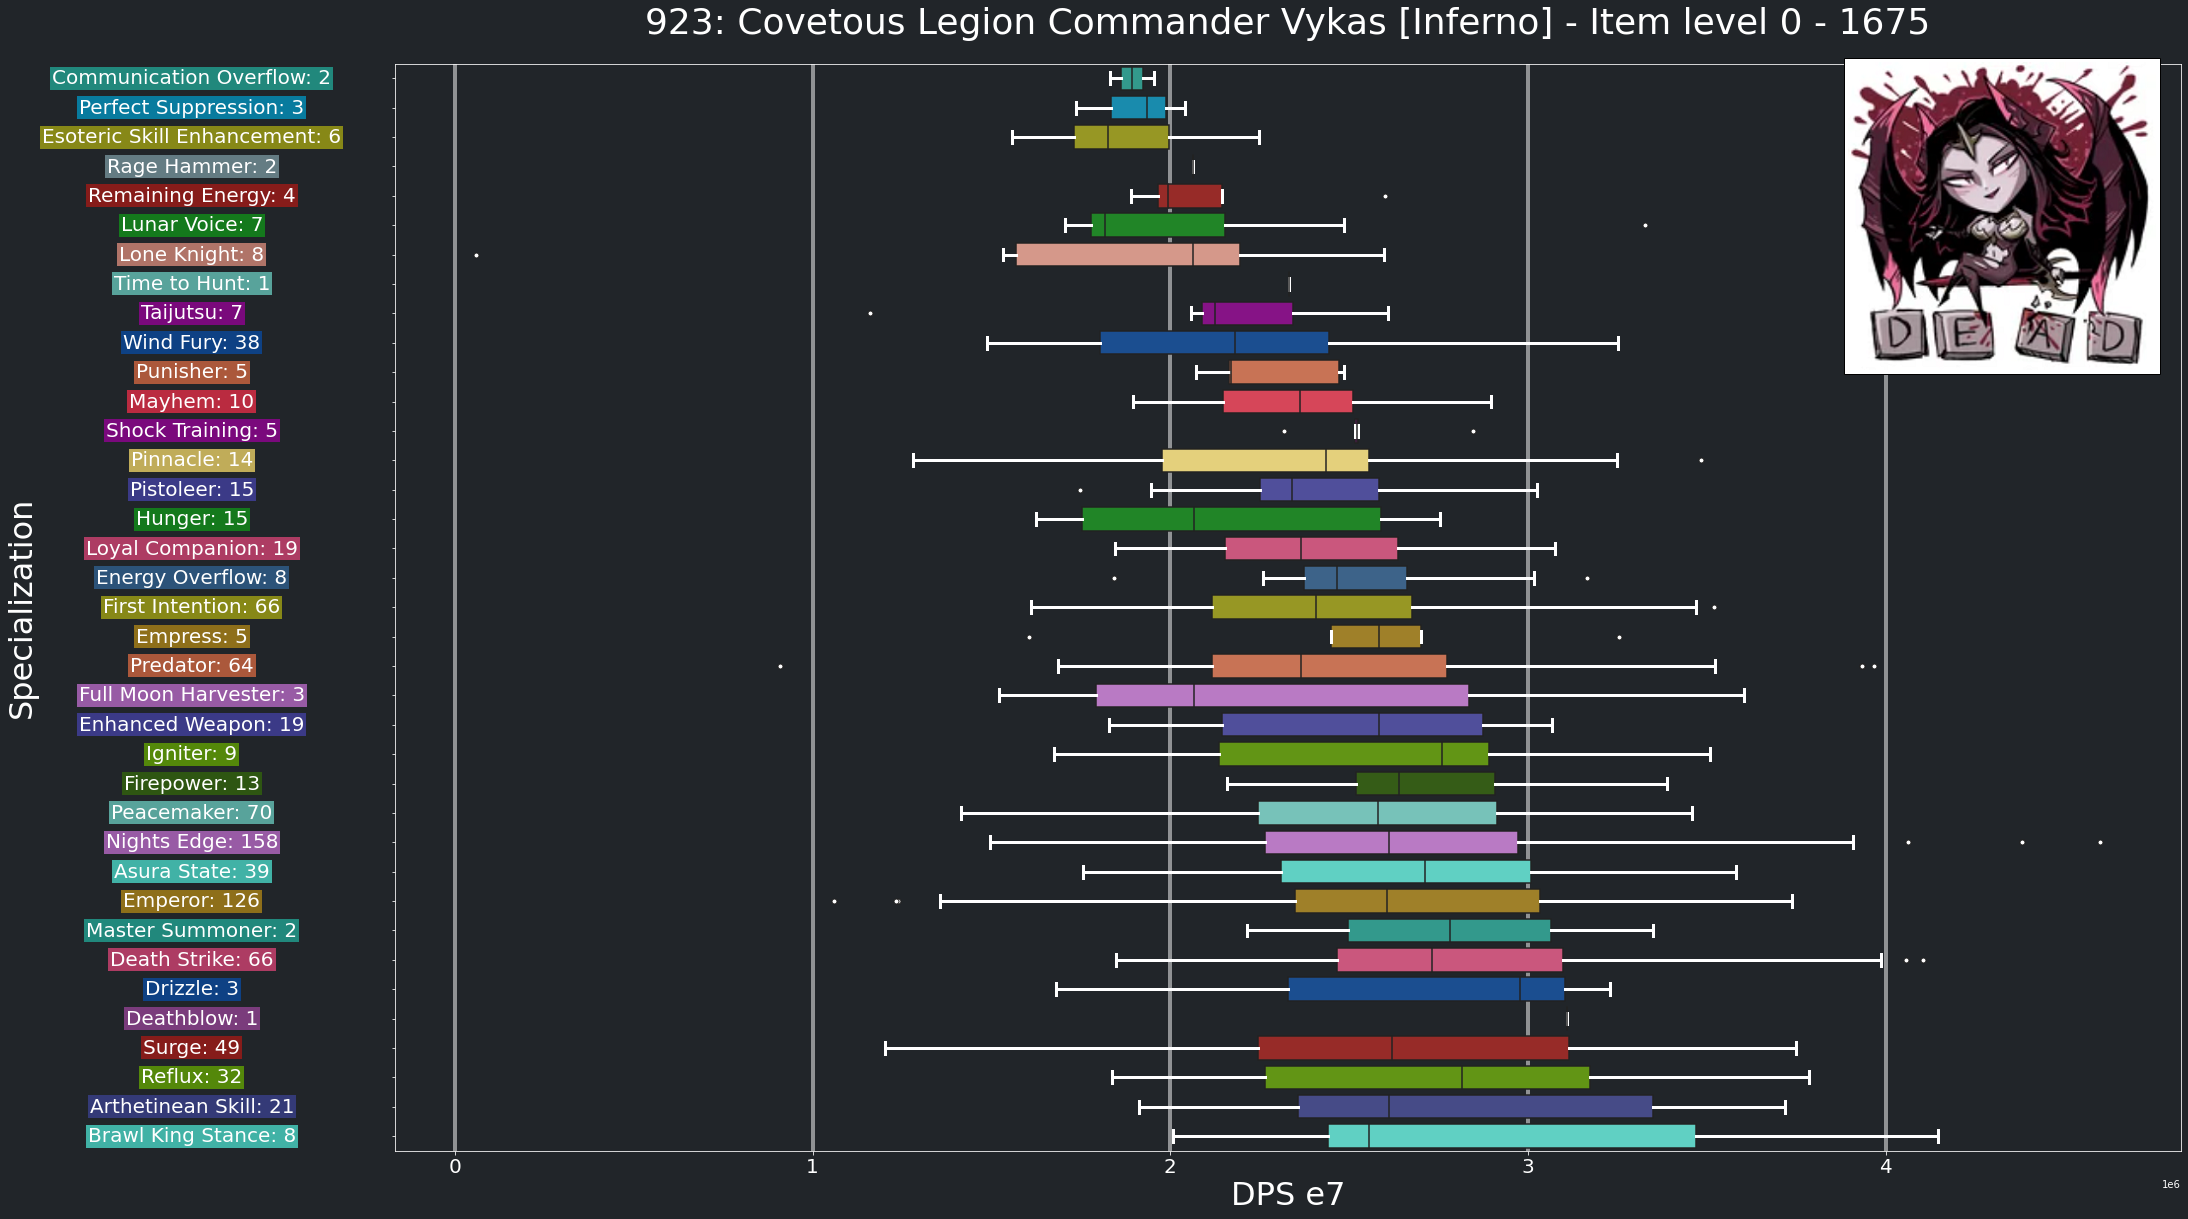 923: Covetous Legion Commander Vykas [Inferno] - Item level 0 - 1675
Communication Overflow: 2
Perfect Suppression: 3
Esoteric Skill Enhancement: 6
Rage Hammer: 2
Remaining Energy: 4
Lunar Voice: 7
Lone Knight: 8
Time to Hunt: 1
Taijutsu: 7
Wind Fury: 38
Punisher: 5
Mayhem: 10
Shock Training: 5
Pinnacle: 14
Pistoleer: 15
Hunger: 15
Loyal Companion: 19
Energy Overflow: 8
First Intention: 66
Empress: 5
Predator: 64
Full Moon Harvester: 3
Enhanced Weapon: 19
Igniter: 9
Firepower: 13
Peacemaker: 70
Nights Edge: 158
Asura State: 39
Emperor: 126
Master Summoner: 2
Death Strike: 66
Drizzle: 3
Deathblow: 1
Surge: 49
Reflux: 32
Arthetinean Skill: 21
Brawl King Stance: 8
Specialization
DEAD
0 1 2 3 4
1e6
DPS e7